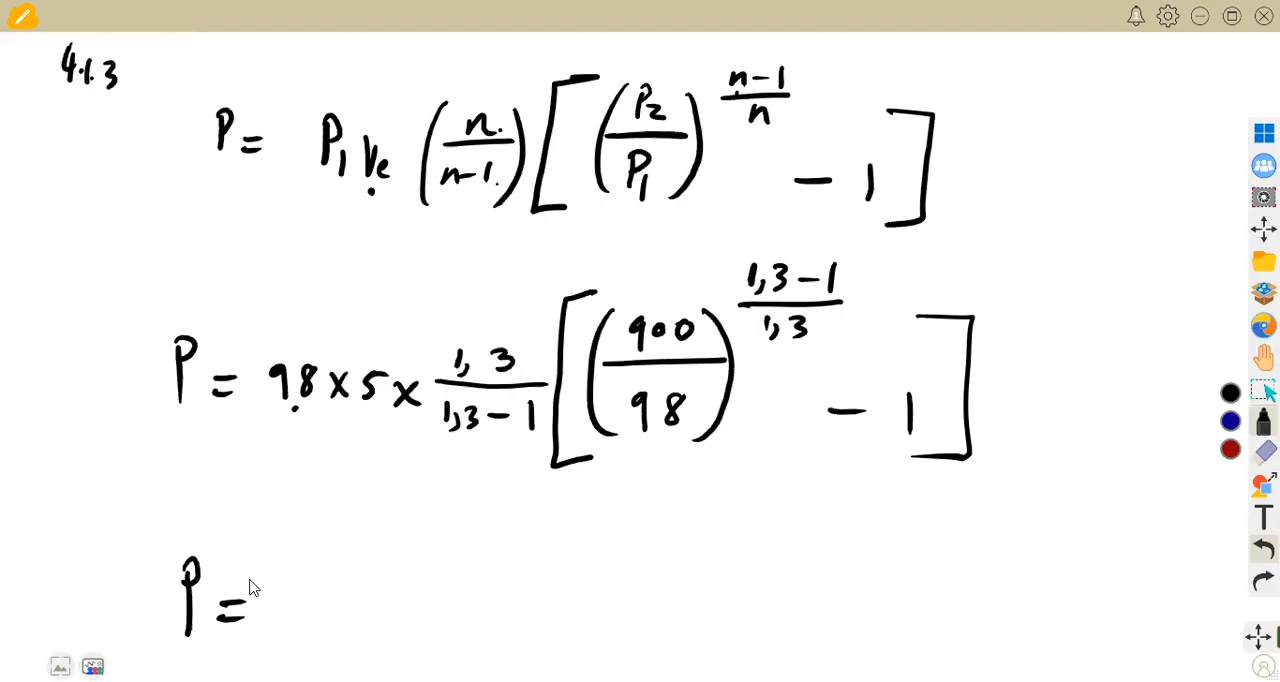 4.1.3
P = P₁ Ve (n/(n-1)) [(P₂/P₁)^((n-1)/n) - 1]
P = 98 × 5 × 1,3/(1,3-1) [(900/98)^((1,3-1)/1,3) - 1]
P =
T